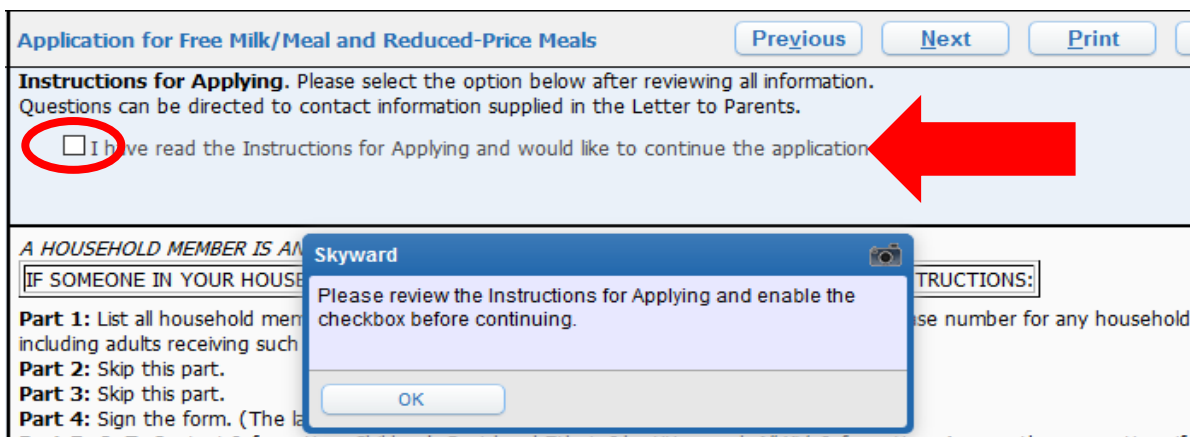 Application for Free Milk/Meal and Reduced-Price Meals Previous Next Print
Instructions for Applying. Please select the option below after reviewing all information.
Questions can be directed to contact information supplied in the Letter to Parents.
I have read the Instructions for Applying and would like to continue the application
A HOUSEHOLD MEMBER IS AN
IF SOMEONE IN YOUR HOUSE TRUCTIONS:
Part 1: List all household mem se number for any household
including adults receiving such
Part 2: Skip this part.
Part 3: Skip this part.
Part 4: Sign the form. (The la
Skyward
Please review the Instructions for Applying and enable the
checkbox before continuing.
OK